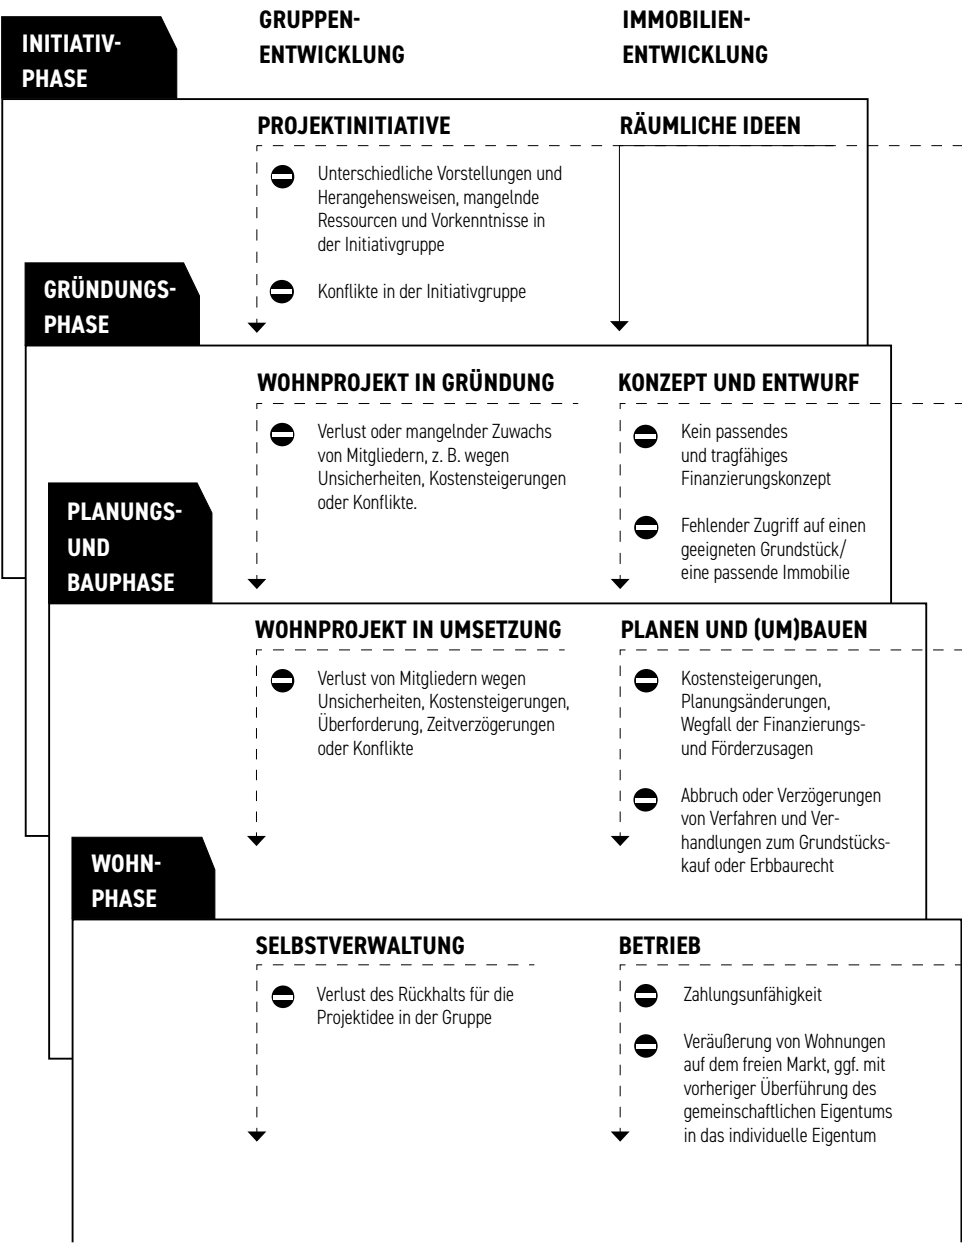 GRUPPEN-
ENTWICKLUNG
IMMOBILIEN-
ENTWICKLUNG
INITIATIV-
PHASE
PROJEKTINITIATIVE
Unterschiedliche Vorstellungen und
Herangehensweisen, mangelnde
Ressourcen und Vorkenntnisse in
der Initiativgruppe
Konflikte in der Initiativgruppe
RÄUMLICHE IDEEN
GRÜNDUNGS-
PHASE
WOHNPROJEKT IN GRÜNDUNG
Verlust oder mangelnder Zuwachs
von Mitgliedern, z. B. wegen
Unsicherheiten, Kostensteigerungen
oder Konflikte.
KONZEPT UND ENTWURF
Kein passendes
und tragfähiges
Finanzierungskonzept
Fehlender Zugriff auf einen
geeigneten Grundstück/
eine passende Immobilie
PLANUNGS-
UND
BAUPHASE
WOHNPROJEKT IN UMSETZUNG
Verlust von Mitgliedern wegen
Unsicherheiten, Kostensteigerungen,
Überforderung, Zeitverzögerungen
oder Konflikte
PLANEN UND (UM)BAUEN
Kostensteigerungen,
Planungsänderungen,
Wegfall der Finanzierungs-
und Förderzusagen
Abbruch oder Verzögerungen
von Verfahren und Ver-
handlungen zum Grundstücks-
kauf oder Erbbaurecht
WOHN-
PHASE
SELBSTVERWALTUNG
Verlust des Rückhalts für die
Projektidee in der Gruppe
BETRIEB
Zahlungsunfähigkeit
Veräußerung von Wohnungen
auf dem freien Markt, ggf. mit
vorheriger Überführung des
gemeinschaftlichen Eigentums
in das individuelle Eigentum